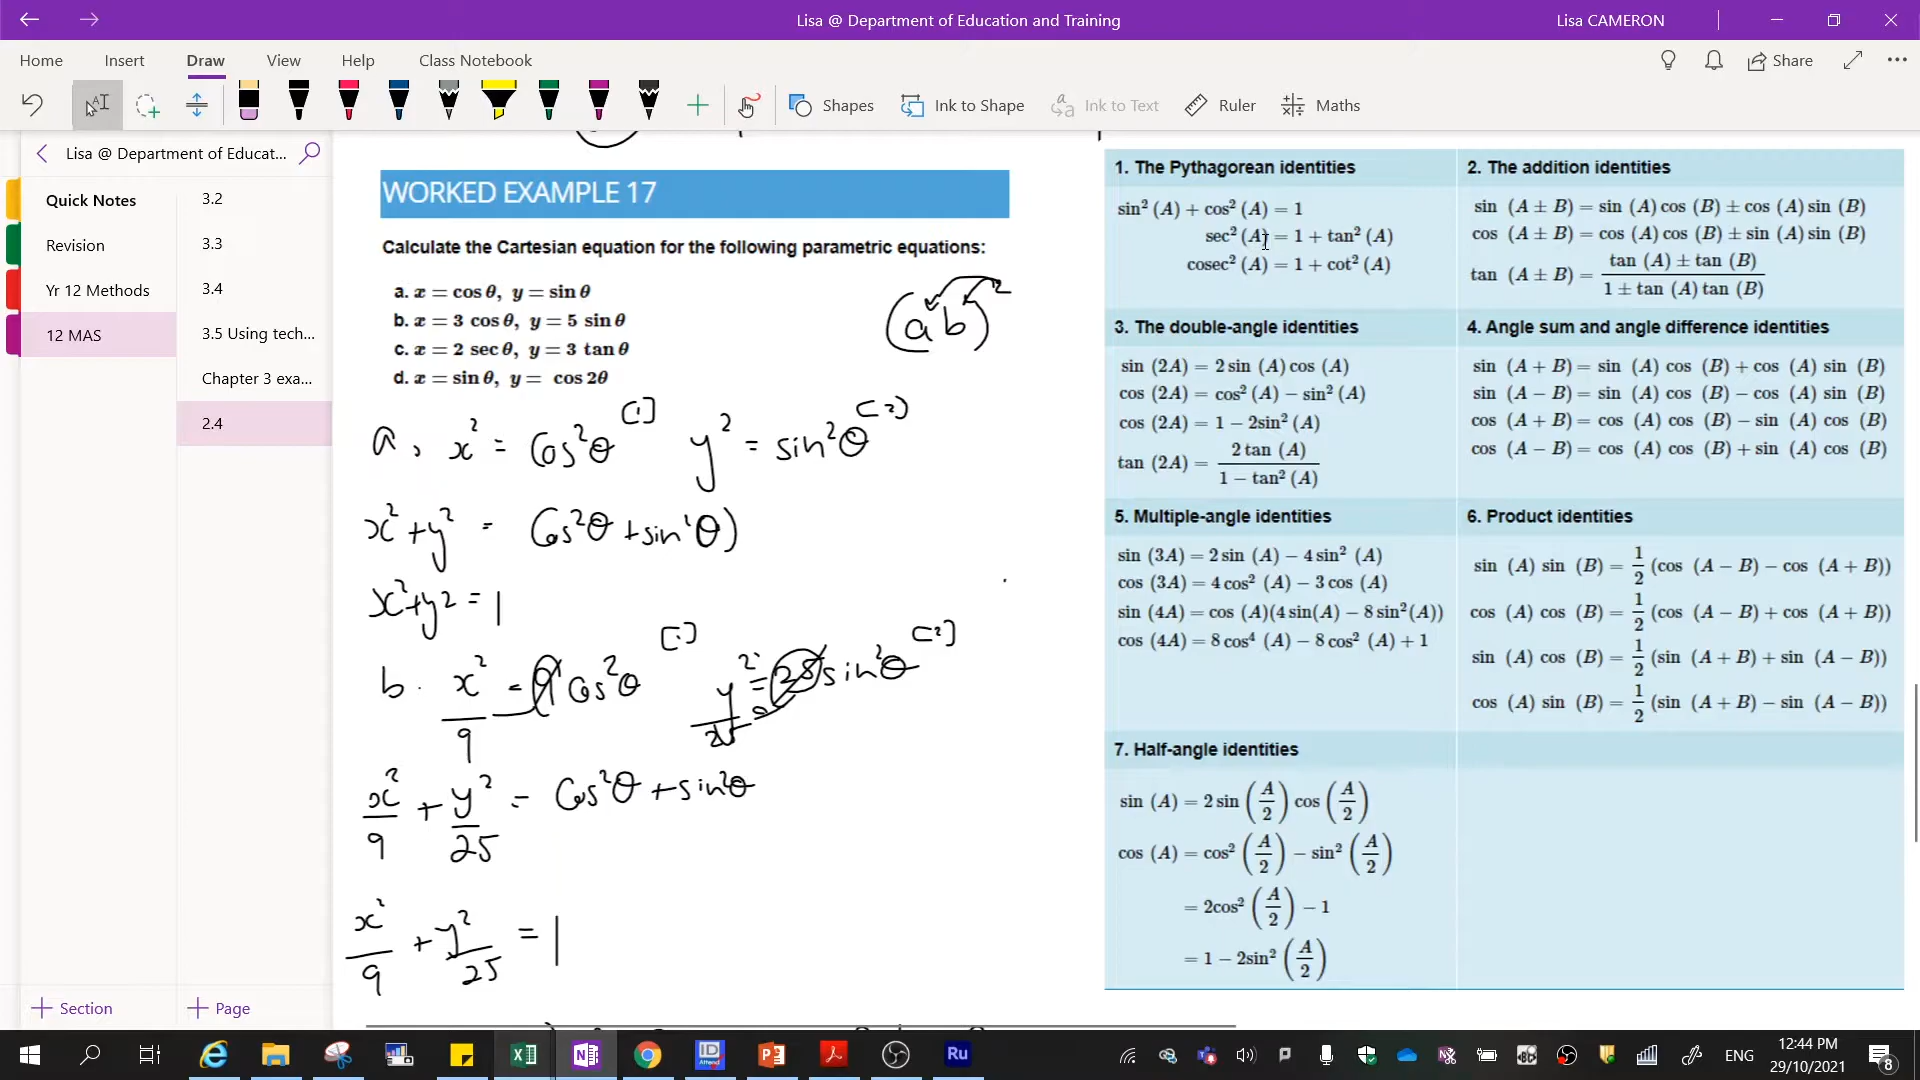 Lisa @ Department of Education and Training
Lisa CAMERON
Home Insert Draw View Help Class Notebook
Share
Shapes Ink to Shape Ink to Text Ruler Maths
Lisa @ Department of Educat...
Quick Notes
Revision
Yr 12 Methods
12 MAS
3.2
3.3
3.4
3.5 Using tech...
Chapter 3 exa...
2.4
Section
Page
WORKED EXAMPLE 17
Calculate the Cartesian equation for the following parametric equations:
a. x = cos θ, y = sin θ
b. x = 3 cos θ, y = 5 sin θ
c. x = 2 sec θ, y = 3 tan θ
d. x = sin θ, y = cos 2θ
(ab)²
a, x² = Cos²θ [1] y² = sin²θ [2]
x² + y² = Cos²θ + sin²θ)
x² + y² = 1
b. x²/9 = 9 Cos²θ [1] y²/25 = 25 sin²θ [2]
x²/9 + y²/25 = Cos²θ + sin²θ
x²/9 + y²/25 = 1
1. The Pythagorean identities
sin² (A) + cos² (A) = 1
sec² (A) = 1 + tan² (A)
cosec² (A) = 1 + cot² (A)
2. The addition identities
sin (A ± B) = sin (A) cos (B) ± cos (A) sin (B)
cos (A ± B) = cos (A) cos (B) ± sin (A) sin (B)
tan (A ± B) = tan (A) ± tan (B) / 1 ± tan (A) tan (B)
3. The double-angle identities
sin (2A) = 2 sin (A) cos (A)
cos (2A) = cos² (A) − sin² (A)
cos (2A) = 1 − 2sin² (A)
tan (2A) = 2 tan (A) / 1 − tan² (A)
4. Angle sum and angle difference identities
sin (A + B) = sin (A) cos (B) + cos (A) sin (B)
sin (A − B) = sin (A) cos (B) − cos (A) sin (B)
cos (A + B) = cos (A) cos (B) − sin (A) cos (B)
cos (A − B) = cos (A) cos (B) + sin (A) cos (B)
5. Multiple-angle identities
sin (3A) = 2 sin (A) − 4 sin² (A)
cos (3A) = 4 cos² (A) − 3 cos (A)
sin (4A) = cos (A)(4 sin(A) − 8 sin²(A))
cos (4A) = 8 cos⁴ (A) − 8 cos² (A) + 1
6. Product identities
sin (A) sin (B) = 1/2 (cos (A − B) − cos (A + B))
cos (A) cos (B) = 1/2 (cos (A − B) + cos (A + B))
sin (A) cos (B) = 1/2 (sin (A + B) + sin (A − B))
cos (A) sin (B) = 1/2 (sin (A + B) − sin (A − B))
7. Half-angle identities
sin (A) = 2 sin (A/2) cos (A/2)
cos (A) = cos² (A/2) − sin² (A/2)
= 2cos² (A/2) − 1
= 1 − 2sin² (A/2)
ENG
12:44 PM
29/10/2021
8